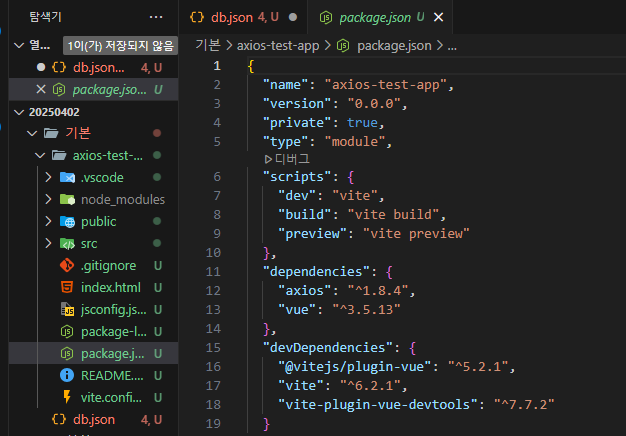 탐색기
열... 1이(가) 저장되지 않음
db.json... 4, U
package.jso... U
20250402
기본
axios-test-...
.vscode
node_modules
public
src
.gitignore U
index.html U
jsconfig.js... U
package-l... U
package.j... U
README.... U
vite.confi... U
db.json 4, U
db.json 4, U
package.json U
기본 > axios-test-app > package.json > ...
1 {
2 "name": "axios-test-app",
3 "version": "0.0.0",
4 "private": true,
5 "type": "module",
디버그
6 "scripts": {
7 "dev": "vite",
8 "build": "vite build",
9 "preview": "vite preview"
10 },
11 "dependencies": {
12 "axios": "^1.8.4",
13 "vue": "^3.5.13"
14 },
15 "devDependencies": {
16 "@vitejs/plugin-vue": "^5.2.1",
17 "vite": "^6.2.1",
18 "vite-plugin-vue-devtools": "^7.7.2"
19 }